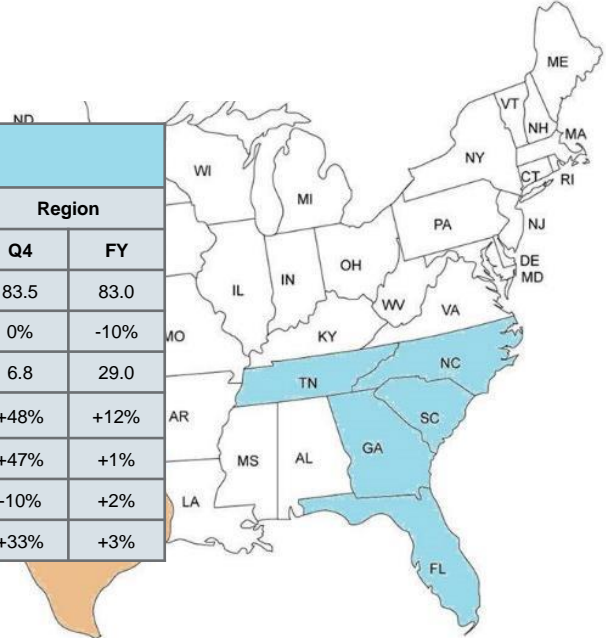 ME
ND
VT
NH
MA
WI
NY
MI
CT
RI
Region
PA
NJ
Q4
FY
OH
DE
IL
IN
MD
83.5
83.0
WV
VA
0%
-10%
MO
KY
6.8
29.0
NC
TN
+48%
+12%
AR
SC
GA
+47%
+1%
MS
AL
-10%
+2%
LA
+33%
+3%
FL